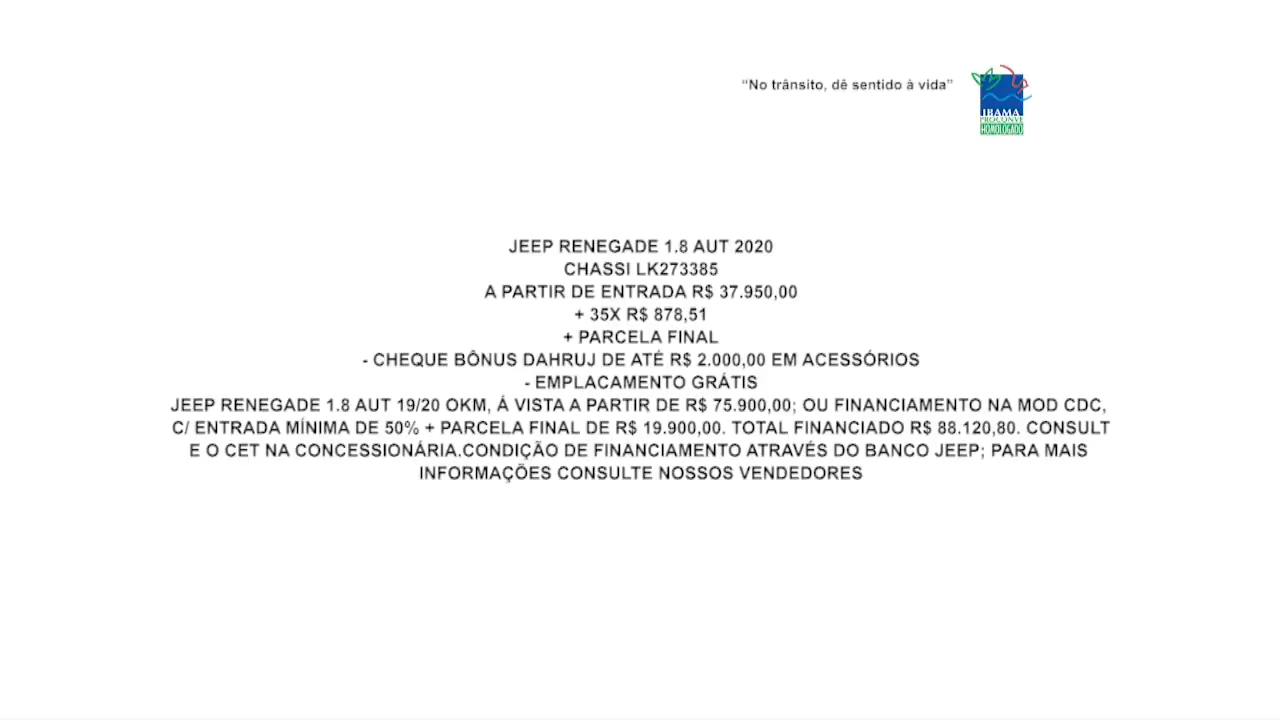 “No trânsito, dê sentido à vida”
IBAMA
PROCONVE
HOMOLOGADO
JEEP RENEGADE 1.8 AUT 2020
CHASSI LK273385
A PARTIR DE ENTRADA R$ 37.950,00
+ 35X R$ 878,51
+ PARCELA FINAL
- CHEQUE BÔNUS DAHRUJ DE ATÉ R$ 2.000,00 EM ACESSÓRIOS
- EMPLACAMENTO GRÁTIS
JEEP RENEGADE 1.8 AUT 19/20 OKM, Á VISTA A PARTIR DE R$ 75.900,00; OU FINANCIAMENTO NA MOD CDC,
C/ ENTRADA MÍNIMA DE 50% + PARCELA FINAL DE R$ 19.900,00. TOTAL FINANCIADO R$ 88.120,80. CONSULT
E O CET NA CONCESSIONÁRIA.CONDIÇÃO DE FINANCIAMENTO ATRAVÉS DO BANCO JEEP; PARA MAIS
INFORMAÇÕES CONSULTE NOSSOS VENDEDORES